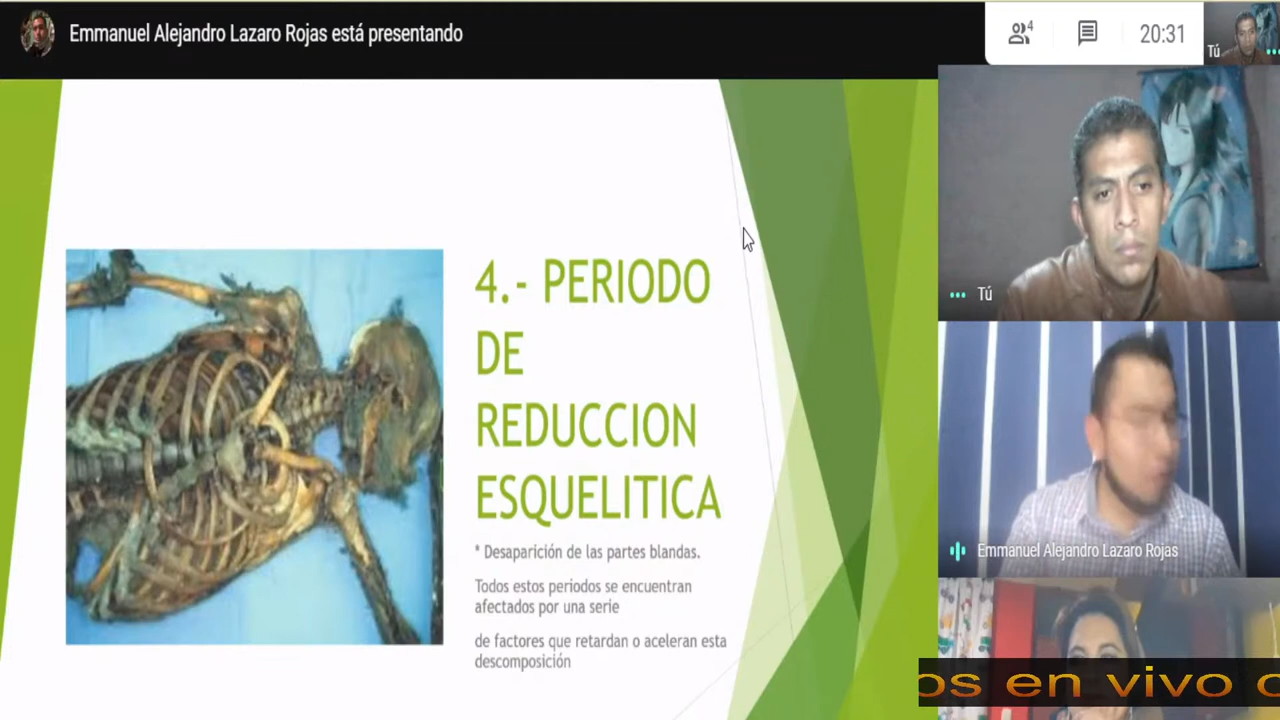 Emmanuel Alejandro Lazaro Rojas está presentando
4
20:31
Tú
4.- PERIODO
DE
REDUCCION
ESQUELITICA
* Desaparición de las partes blandas.
Todos estos periodos se encuentran
afectados por una serie
de factores que retardan o aceleran esta
descomposición
Tú
Emmanuel Alejandro Lazaro Rojas
en vivo